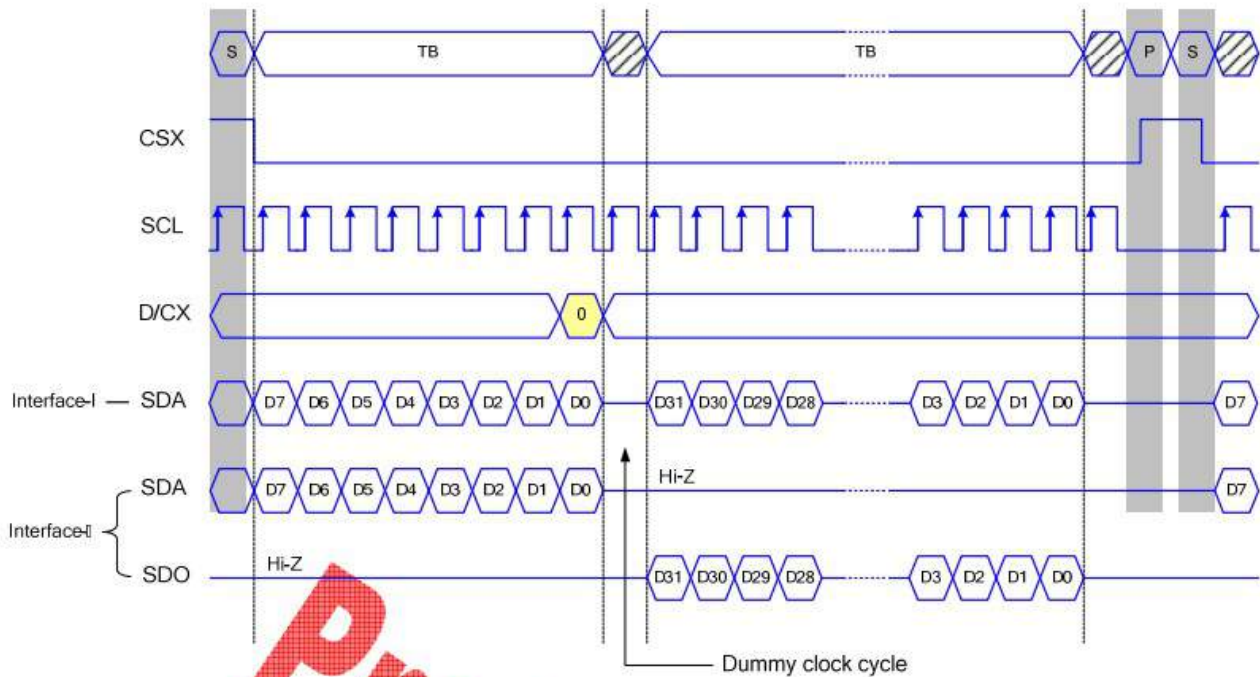 S TB TB P S
CSX
SCL
D/CX 0
Interface-I SDA D7 D6 D5 D4 D3 D2 D1 D0 D31 D30 D29 D28 D3 D2 D1 D0 D7
SDA D7 D6 D5 D4 D3 D2 D1 D0 Hi-Z D7
Interface-
SDO Hi-Z D31 D30 D29 D28 D3 D2 D1 D0
Dummy clock cycle